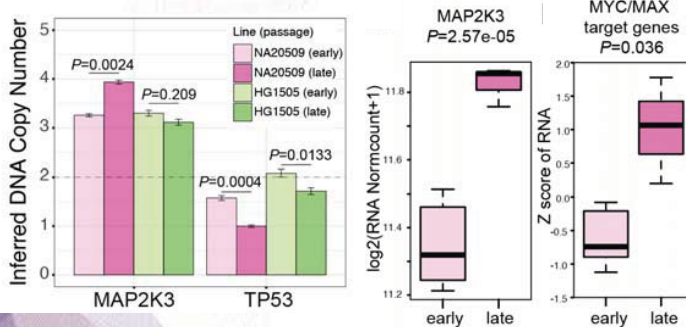 Inferred DNA Copy Number
5
4
3
2
1
0
P=0.0024
P=0.209
P=0.0004
P=0.0133
Line (passage)
NA20509 (early)
NA20509 (late)
HG1505 (early)
HG1505 (late)
MAP2K3
TP53
MAP2K3
P=2.57e-05
log2(RNA Normcount+1)
11.8
11.6
11.4
11.2
early
late
MYC/MAX
target genes
P=0.036
Z score of RNA
2.0
1.5
1.0
0.5
0.0
-0.5
-1.0
-1.5
early
late